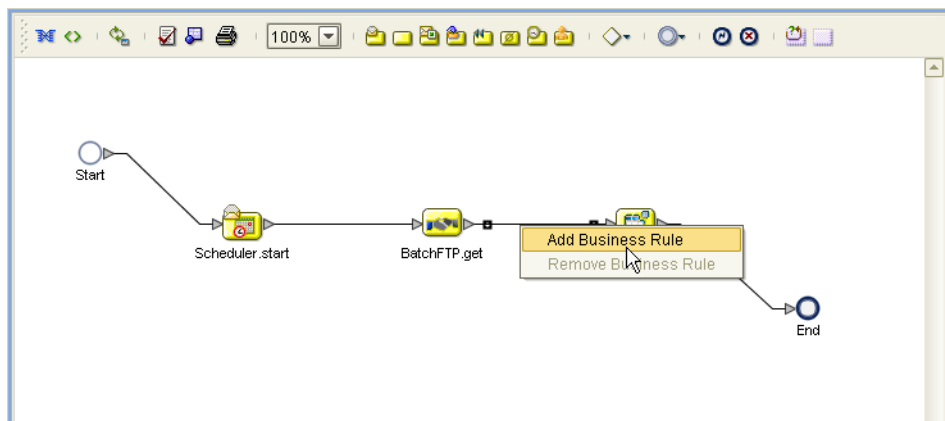 100%
Start
Scheduler.start
BatchFTP.get
Add Business Rule
Remove Business Rule
End